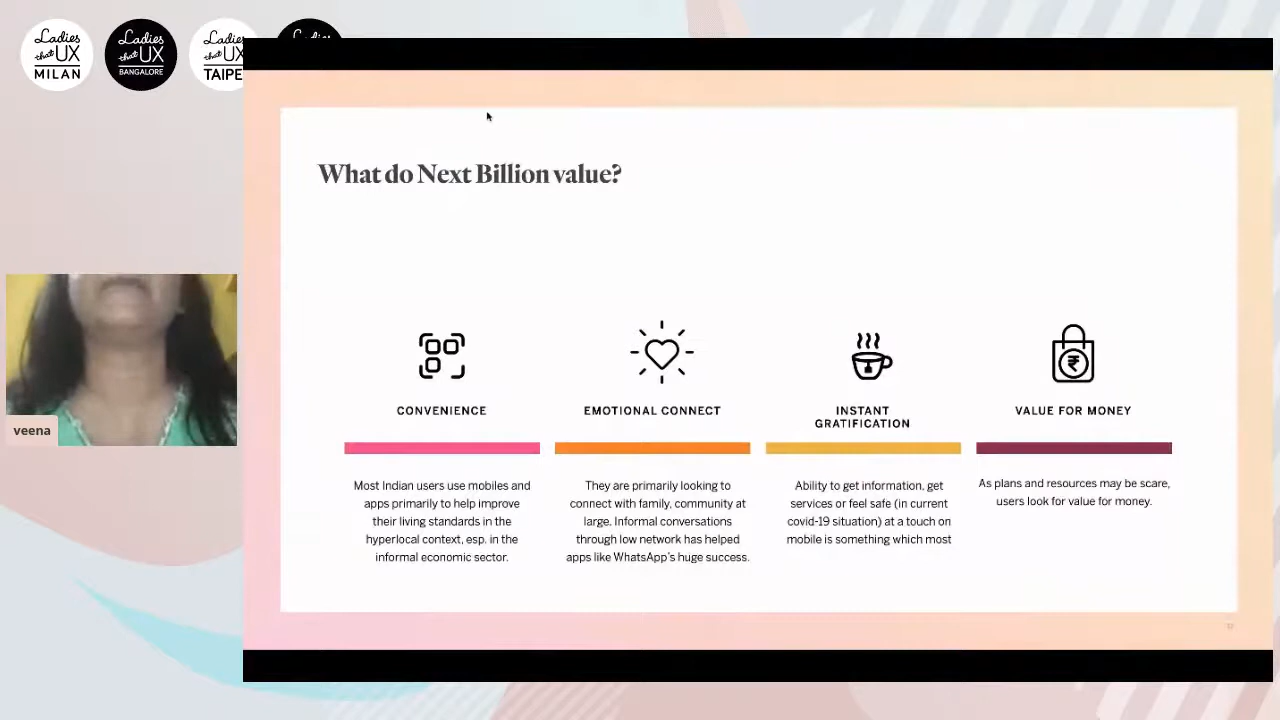 Ladies
that UX
MILAN
Ladies
that UX
BANGALORE
Ladies
that UX
TAIPE
Ladies
What do Next Billion value?
CONVENIENCE
Most Indian users use mobiles and
apps primarily to help improve
their living standards in the
hyperlocal context, esp. in the
informal economic sector.
EMOTIONAL CONNECT
They are primarily looking to
connect with family, community at
large. Informal conversations
through low network has helped
apps like WhatsApp's huge success.
INSTANT
GRATIFICATION
Ability to get information, get
services or feel safe (in current
covid-19 situation) at a touch on
mobile is something which most
₹
VALUE FOR MONEY
As plans and resources may be scare,
users look for value for money.
veena